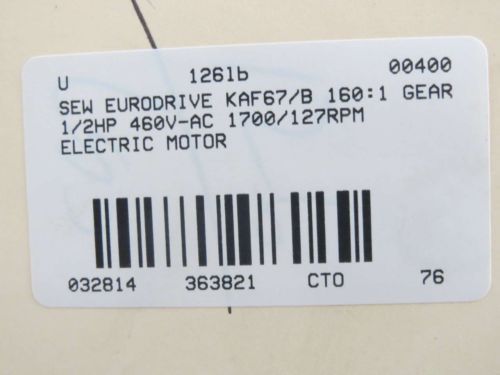 U 126lb 00400
SEW EURODRIVE KAF67/B 160:1 GEAR
1/2HP 460V-AC 1700/127RPM
ELECTRIC MOTOR
032814 363821 CTO 76